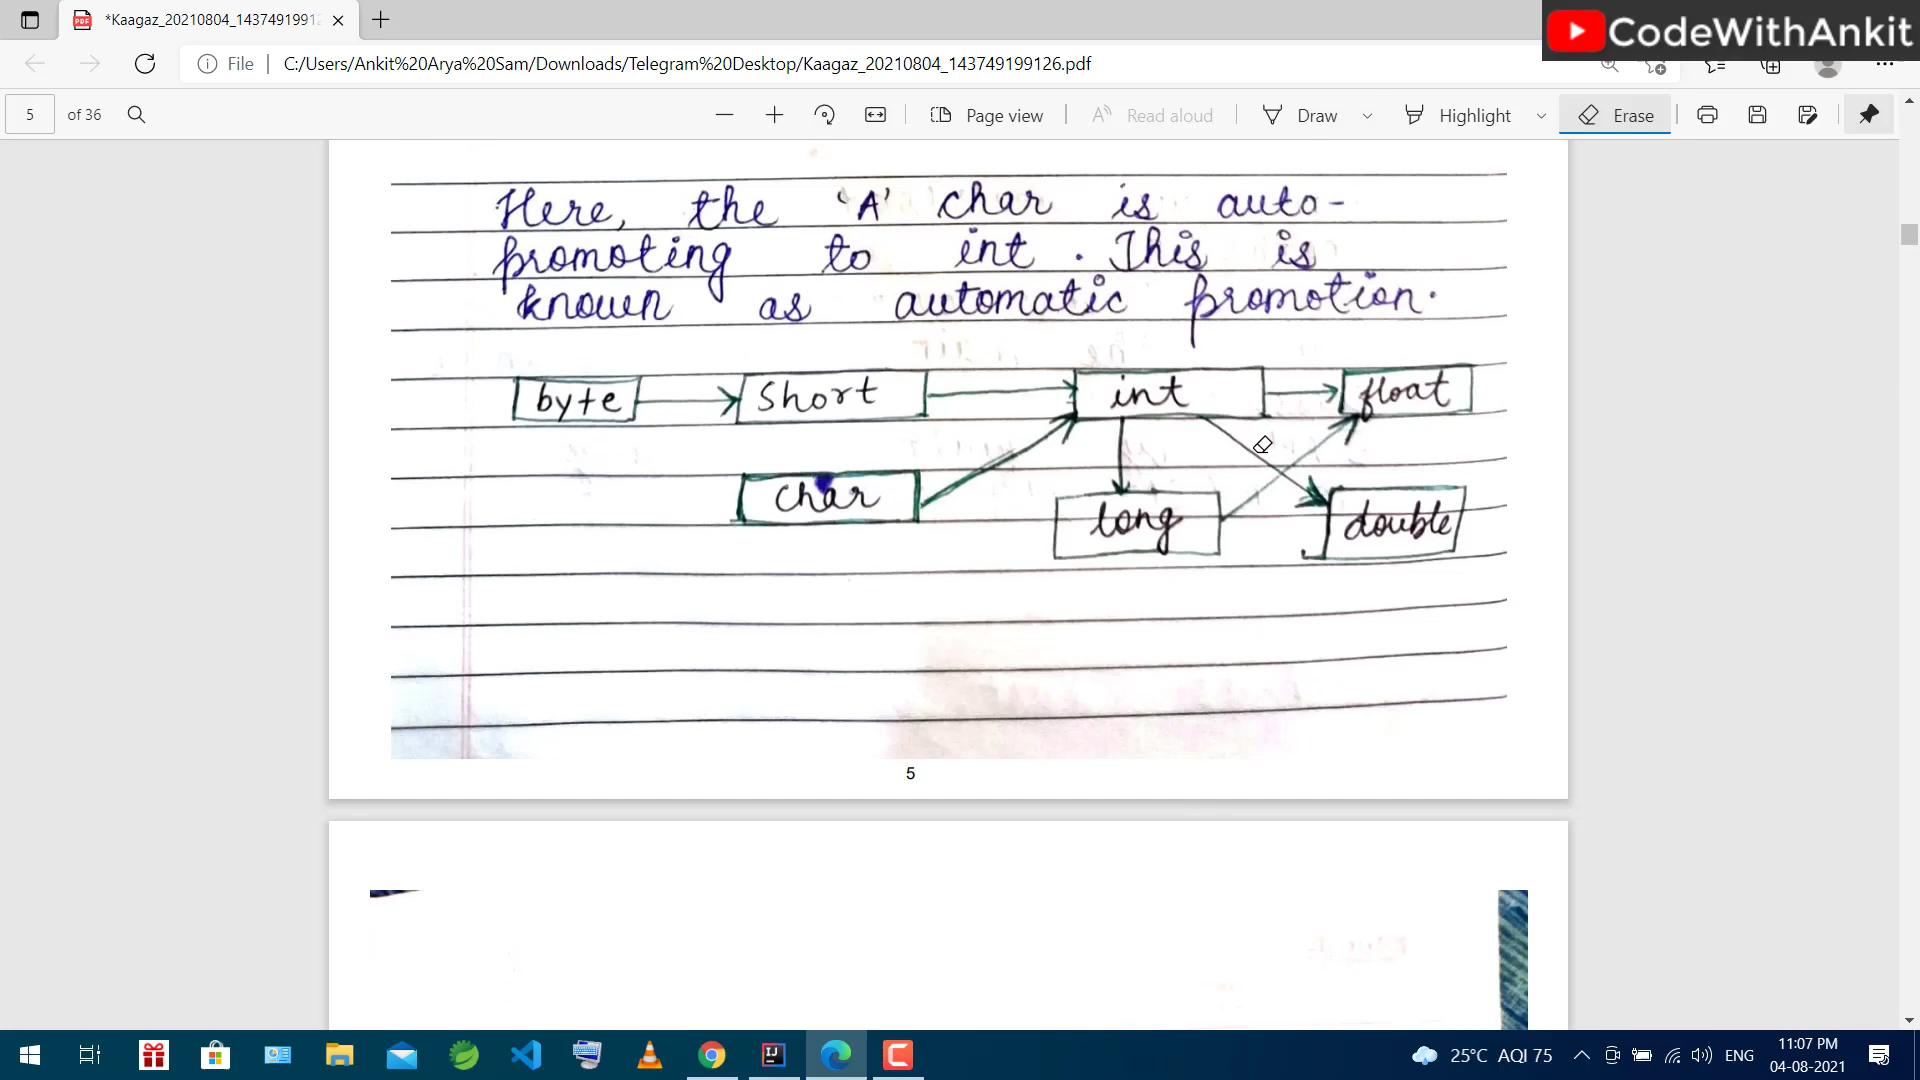 *Kaagaz_20210804_14374919912
CodeWithAnkit
File
C:/Users/Ankit%20Arya%20Sam/Downloads/Telegram%20Desktop/Kaagaz_20210804_143749199126.pdf
5 of 36
Page view
Read aloud
Draw
Highlight
Erase
Here, the 'A' char is auto-
promoting to int. This is
known as automatic promotion.
byte Short int float
char long double
5
25°C AQI 75
ENG
11:07 PM
04-08-2021